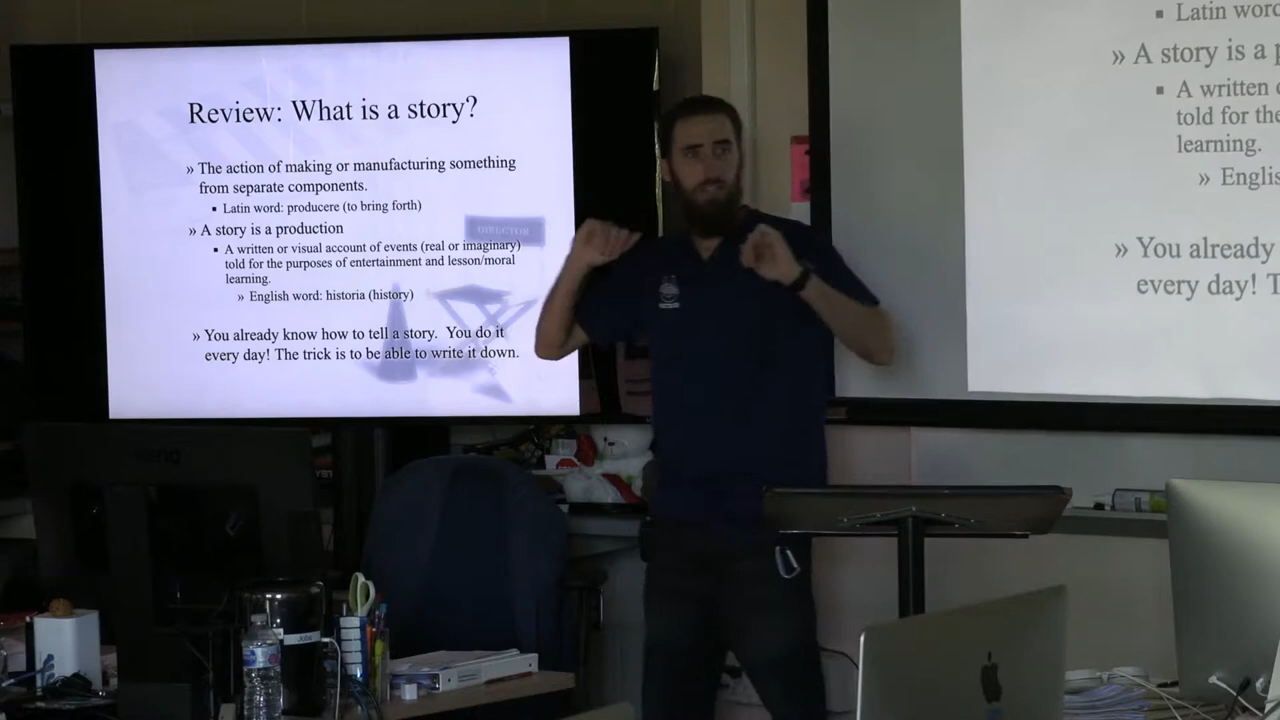 Review: What is a story?
» The action of making or manufacturing something
from separate components.
▪ Latin word: producere (to bring forth)
» A story is a production
DIRECTOR
▪ A written or visual account of events (real or imaginary)
told for the purposes of entertainment and lesson/moral
learning.
» English word: historia (history)
» You already know how to tell a story. You do it
every day! The trick is to be able to write it down.
▪ Latin word
» A story is a
▪ A written
told for the
learning.
» Englis
» You already
every day! T
BenQ
Jobs